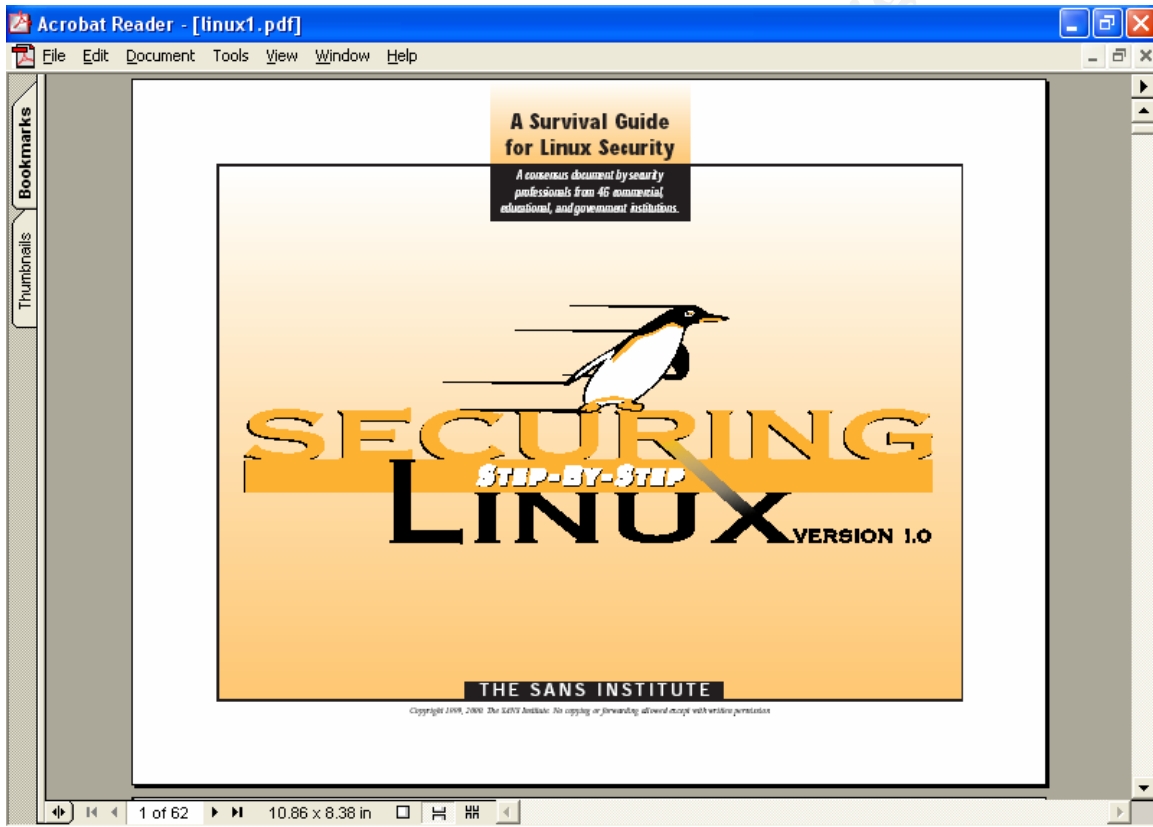 Acrobat Reader - [linux1.pdf]
File Edit Document Tools View Window Help
Bookmarks
Thumbnails
A Survival Guide
for Linux Security
A consensus document by security
professionals from 46 commercial,
educational, and government institutions.
SECURING
STEP-BY-STEP
LINUX VERSION 1.0
THE SANS INSTITUTE
Copyright 1999, 2000. The SANS Institute. No copying or forwarding allowed except with written permission
1 of 62 10.86 x 8.38 in